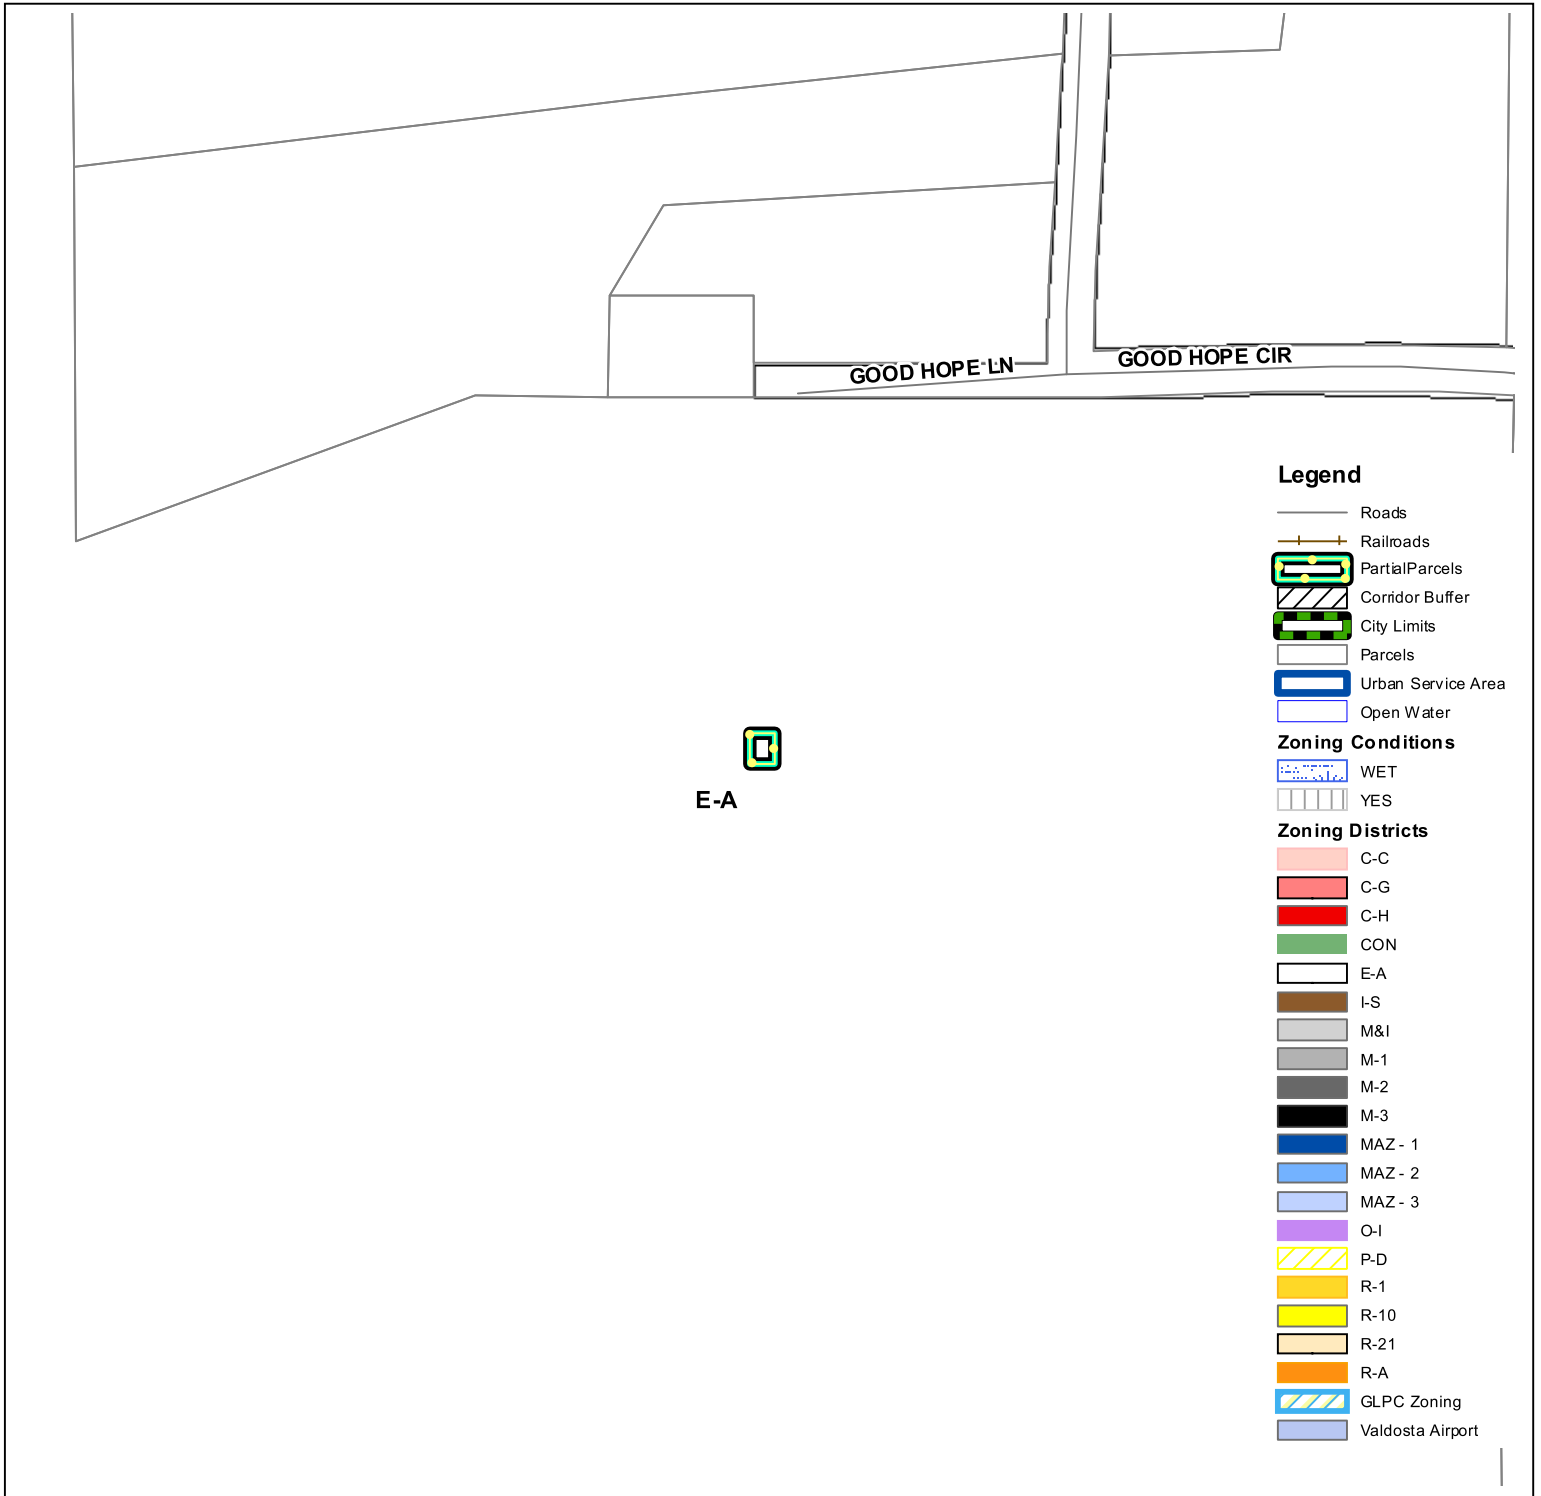 GOOD HOPE LN
GOOD HOPE CIR
E-A
Legend
Roads
Railroads
PartialParcels
Corridor Buffer
City Limits
Parcels
Urban Service Area
Open Water
Zoning Conditions
WET
YES
Zoning Districts
C-C
C-G
C-H
CON
E-A
I-S
M&I
M-1
M-2
M-3
MAZ - 1
MAZ - 2
MAZ - 3
O-I
P-D
R-1
R-10
R-21
R-A
GLPC Zoning
Valdosta Airport